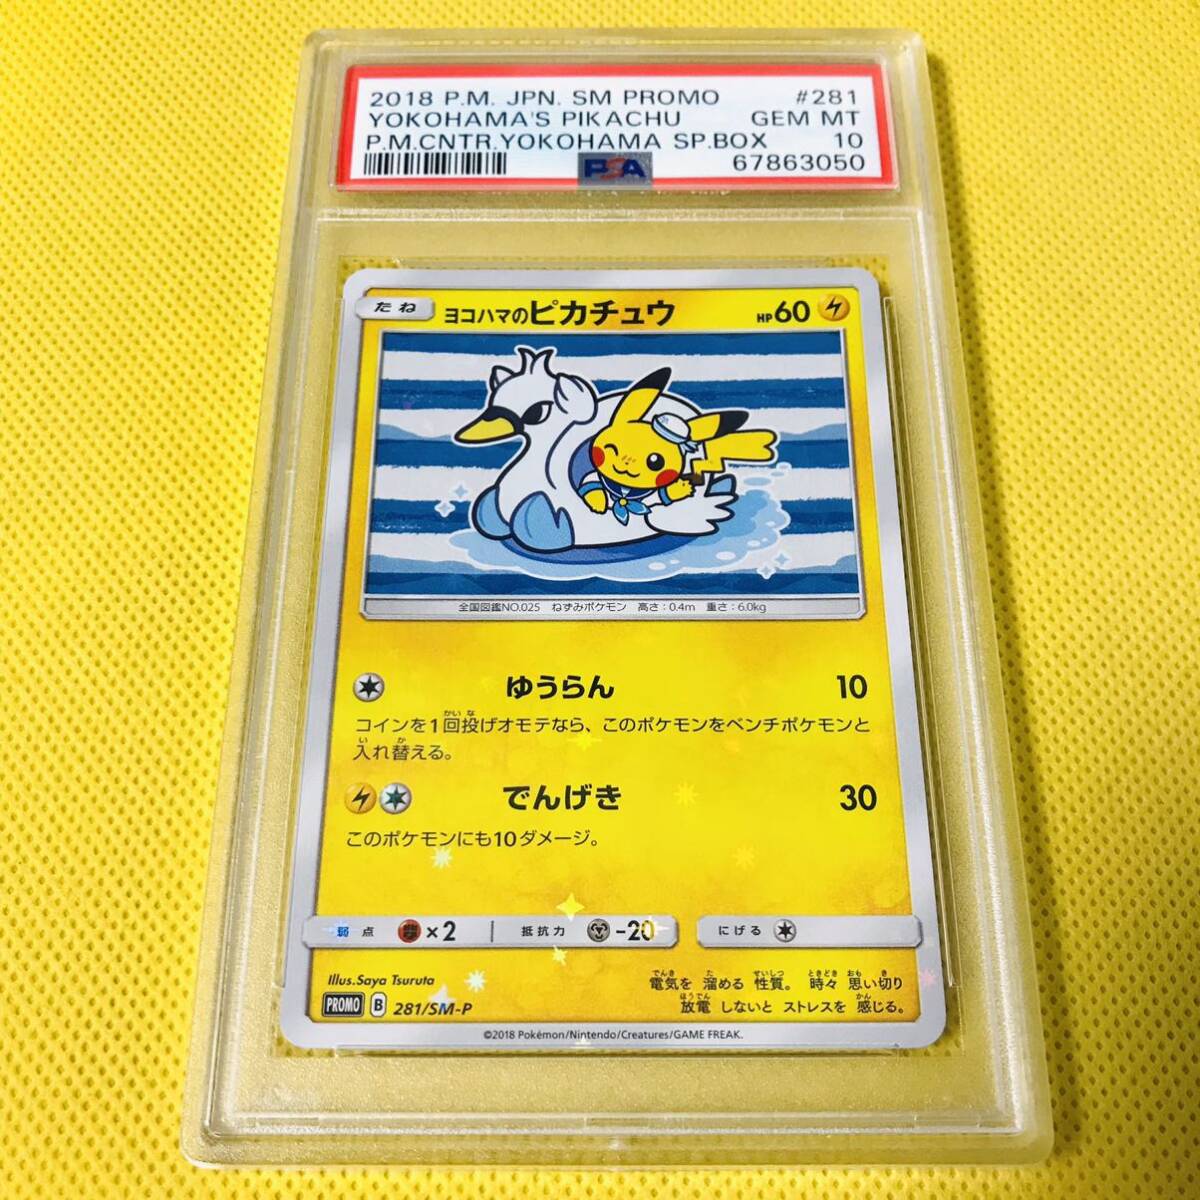 2018 P.M. JPN. SM PROMO #281
YOKOHAMA'S PIKACHU GEM MT
P.M.CNTR.YOKOHAMA SP.BOX 10
PSA 67863050
たね ヨコハマのピカチュウ HP60
全国図鑑NO.025 ねずみポケモン 高さ:0.4m 重さ:6.0kg
ゆうらん 10
コインを1回投げオモテなら、このポケモンをベンチポケモンと
入れ替える。
でんげき 30
このポケモンにも10ダメージ。
弱点 ×2 抵抗力 -20 にげる
Illus.Saya Tsuruta
電気を 溜める 性質。 時々 思い切り
放電 しないと ストレスを 感じる。
PROMO B 281/SM-P
©2018 Pokémon/Nintendo/Creatures/GAME FREAK.